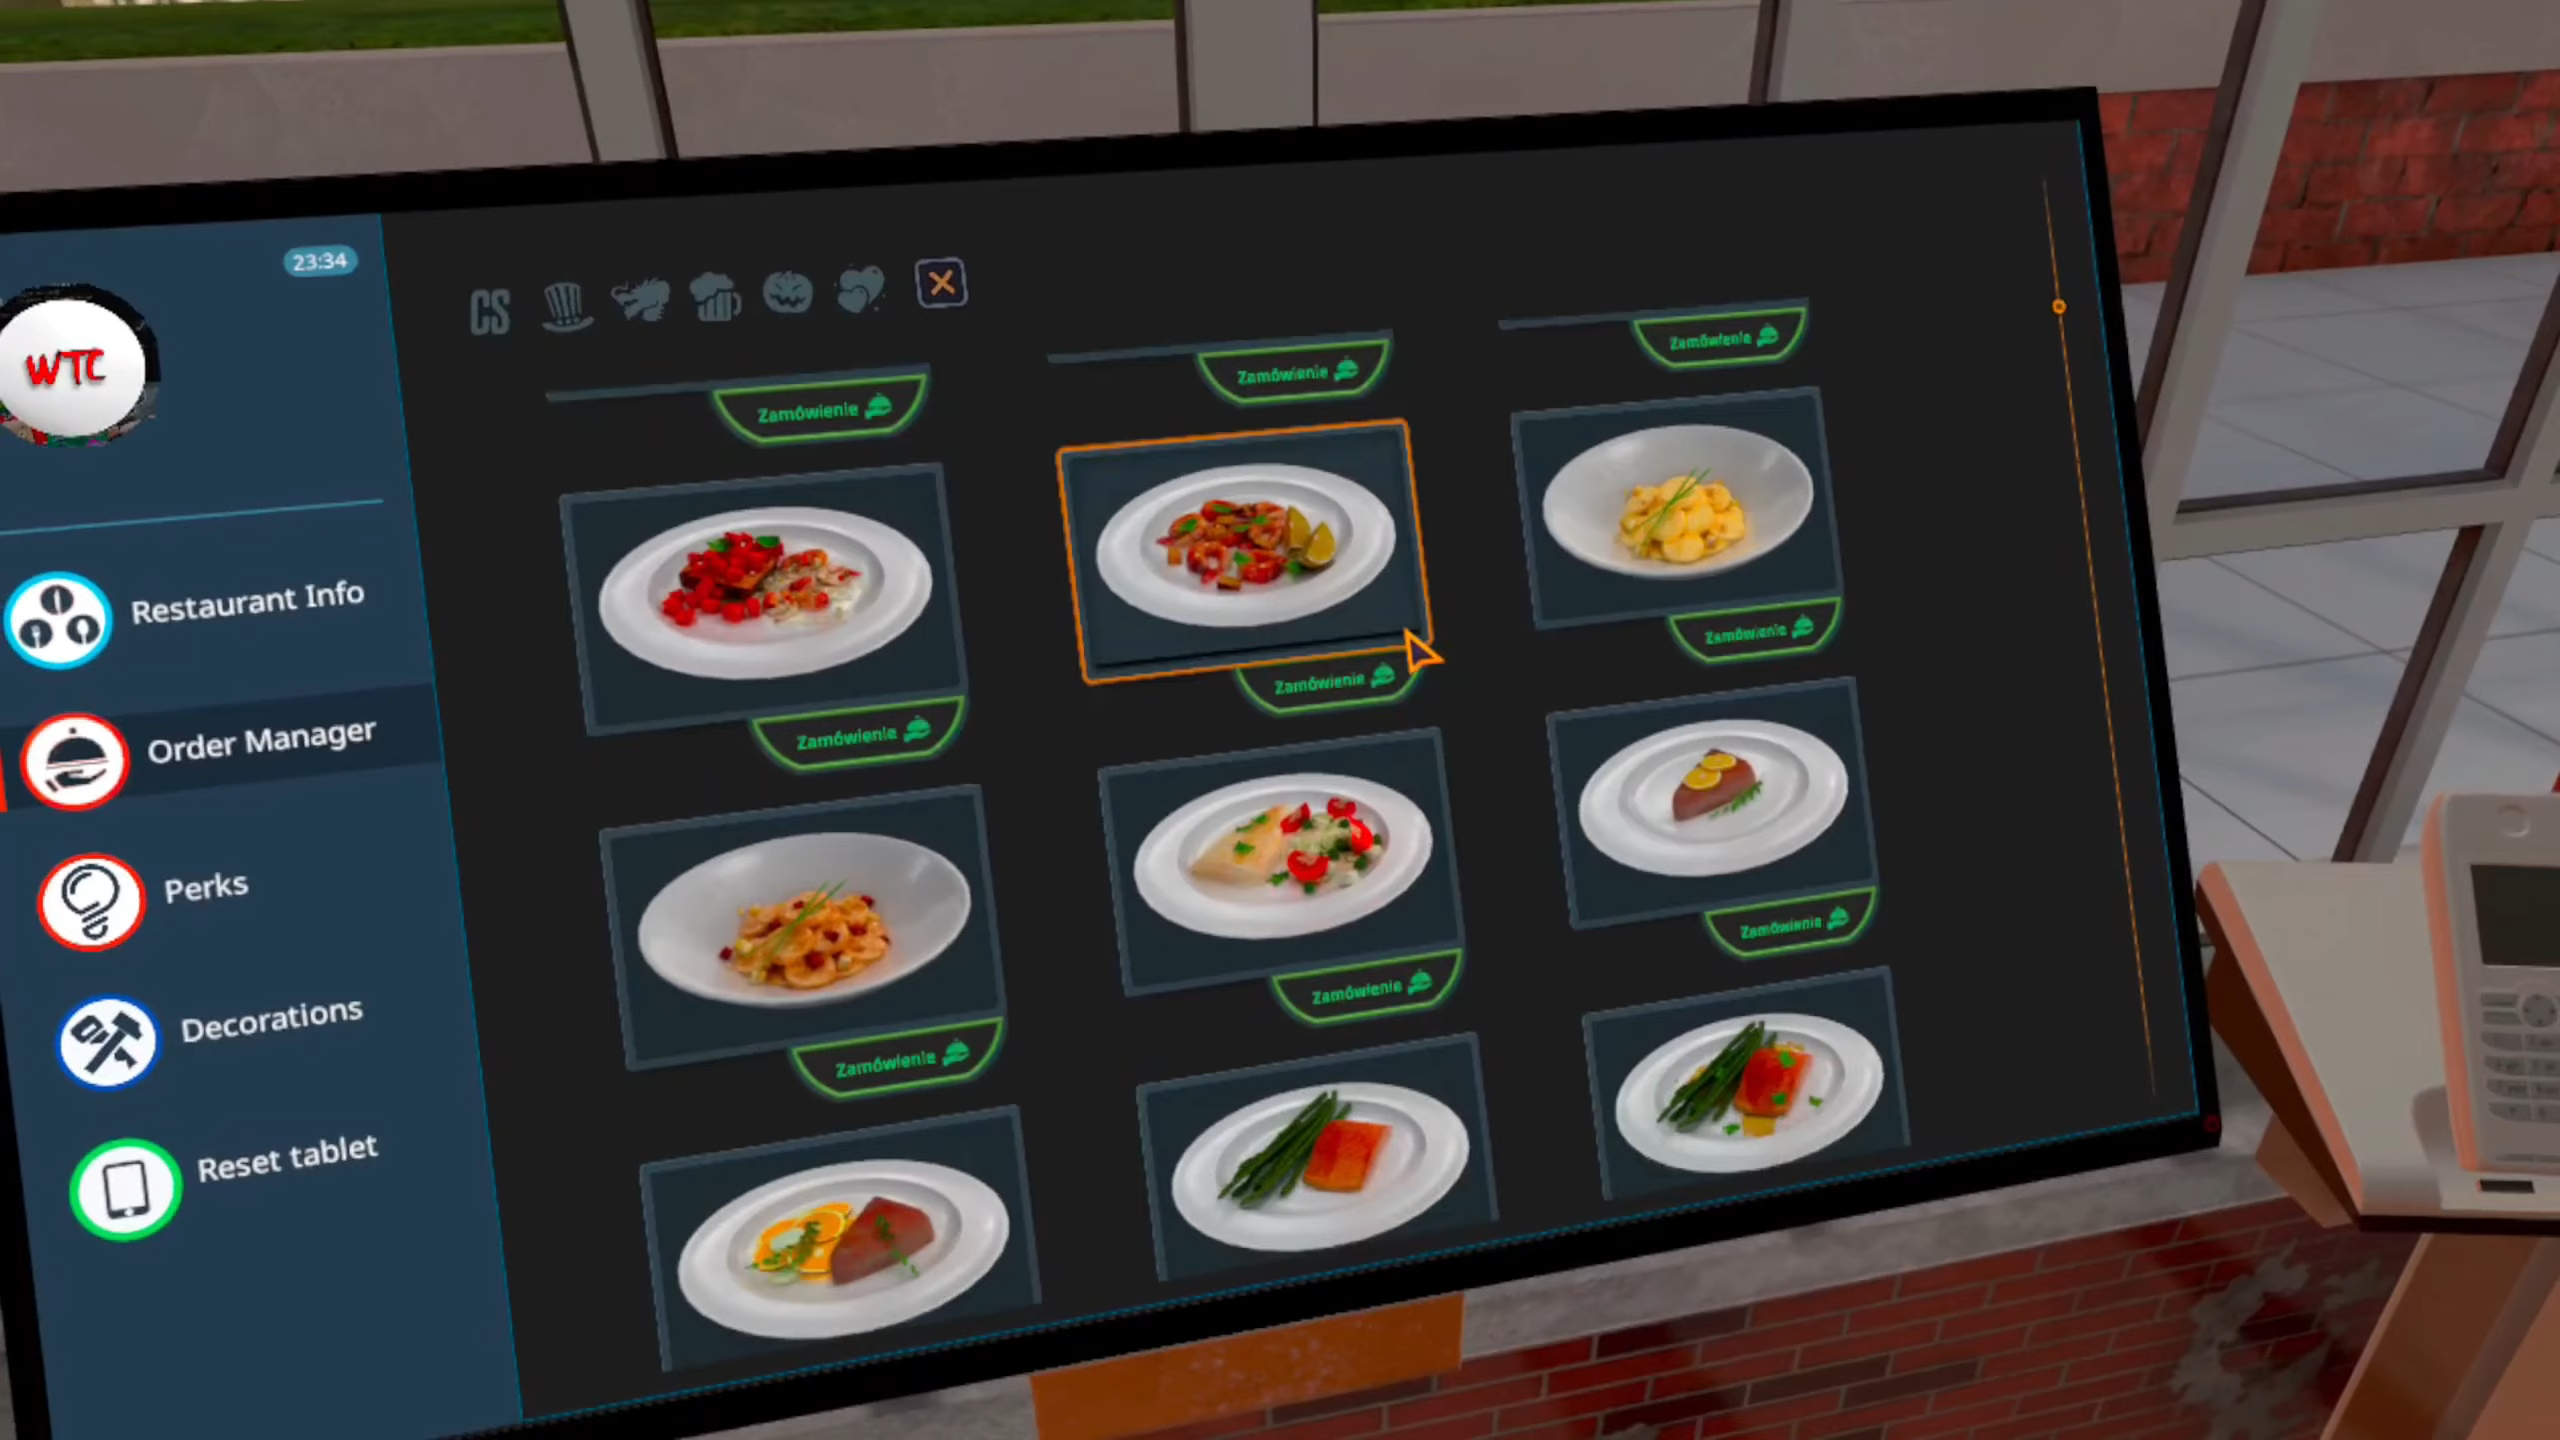 23:34
WTC
Restaurant Info
Order Manager
Perks
Decorations
Reset tablet
CS
Zamówienie
Zamówienie
Zamówienie
Zamówienie
Zamówienie
Zamówienie
Zamówienie
Zamówienie
Zamówienie